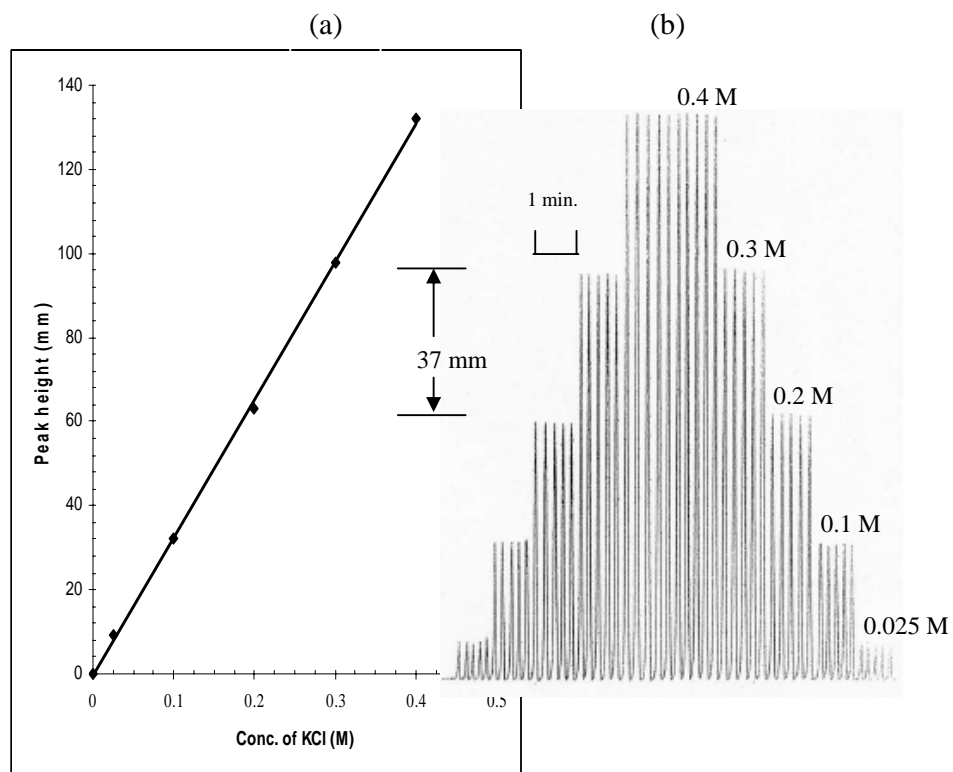 (a)
(b)
140
120
100
80
60
40
20
0
Peak height (mm)
0 0.1 0.2 0.3 0.4 0.5
Conc. of KCl (M)
37 mm
1 min.
0.4 M
0.3 M
0.2 M
0.1 M
0.025 M